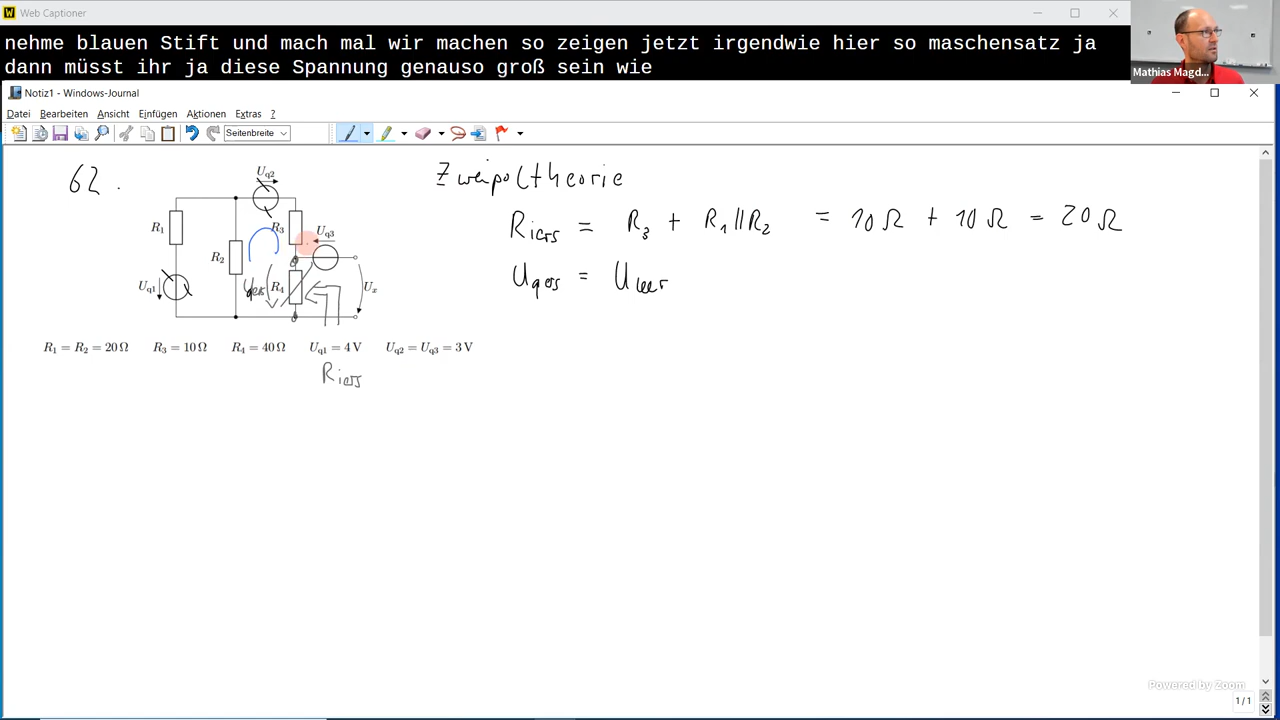 Web Captioner
nehme blauen Stift und mach mal wir machen so zeigen jetzt irgendwie hier so maschensatz ja
dann müsst ihr ja diese Spannung genauso groß sein wie
Mathias Magd...
Notiz1 - Windows-Journal
Datei Bearbeiten Ansicht Einfügen Aktionen Extras ?
Seitenbreite
62.
Zweipoltheorie
Uq2
R1 R3 Uq3
R2
Uq1 Uqers R4 Ux
Riers = R3 + R1||R2 = 10 Ω + 10 Ω = 20 Ω
Uqers = Uleer
R1 = R2 = 20 Ω R3 = 10 Ω R4 = 40 Ω Uq1 = 4 V Uq2 = Uq3 = 3 V
Riers
Powered by Zoom
1 / 1